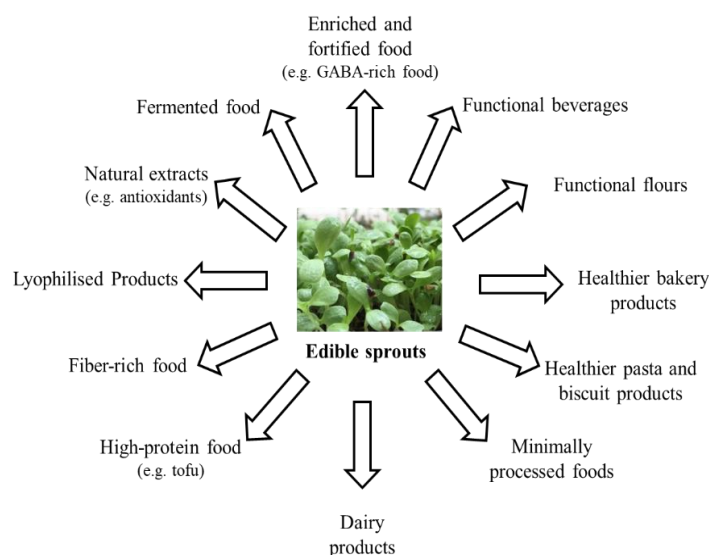 Enriched and
fortified food
(e.g. GABA-rich food)
Fermented food
Functional beverages
Natural extracts
(e.g. antioxidants)
Functional flours
Lyophilised Products
Healthier bakery
products
Edible sprouts
Fiber-rich food
Healthier pasta and
biscuit products
High-protein food
(e.g. tofu)
Minimally
processed foods
Dairy
products